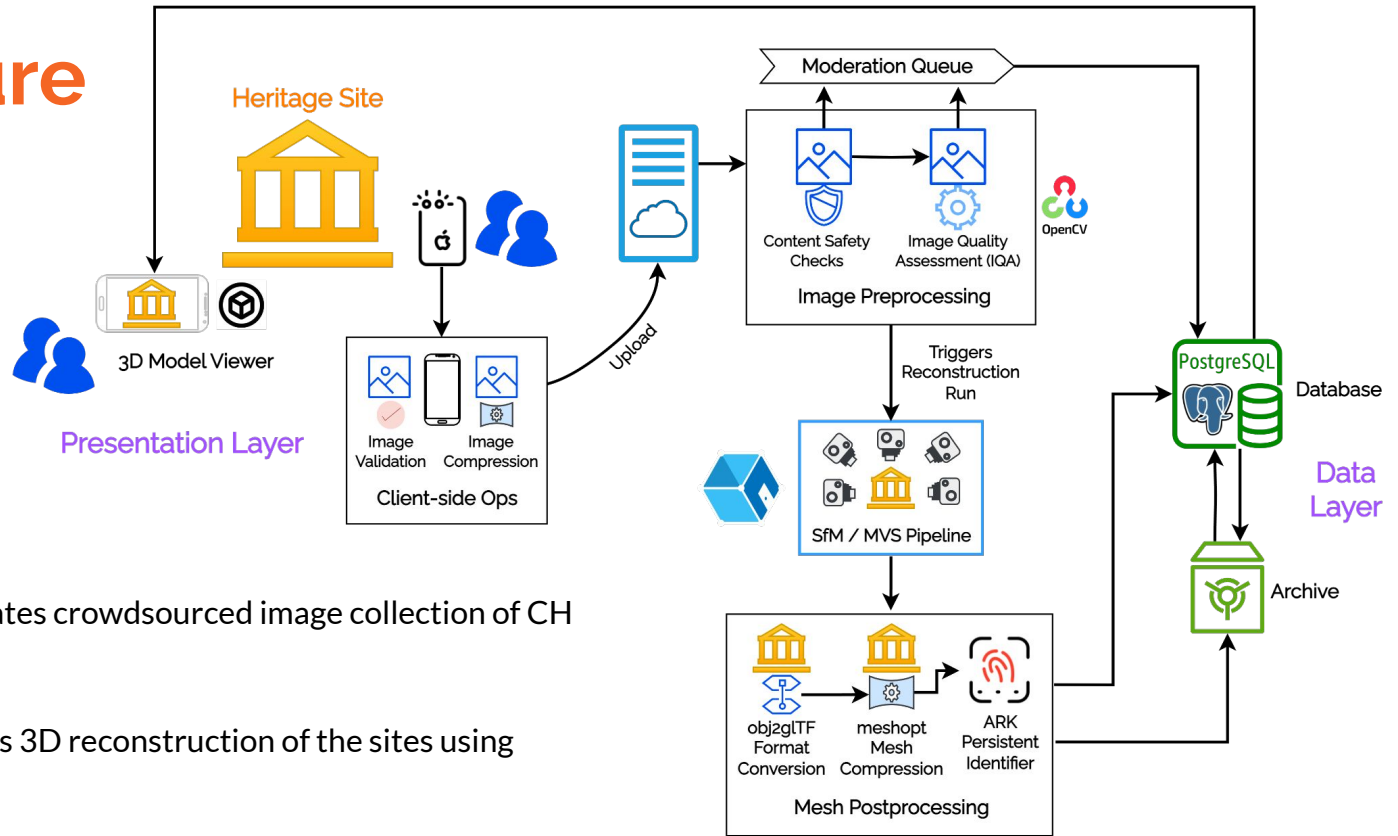 ure
Heritage Site
3D Model Viewer
Presentation Layer
Image
Validation
Image
Compression
Client-side Ops
Upload
Moderation Queue
Content Safety
Checks
Image Quality
Assessment (IQA)
Image Preprocessing
OpenCV
Triggers
Reconstruction
Run
SfM / MVS Pipeline
obj2glTF
Format
Conversion
meshopt
Mesh
Compression
ARK
Persistent
Identifier
Mesh Postprocessing
PostgreSQL
Database
Data
Layer
Archive
ates crowdsourced image collection of CH
s 3D reconstruction of the sites using